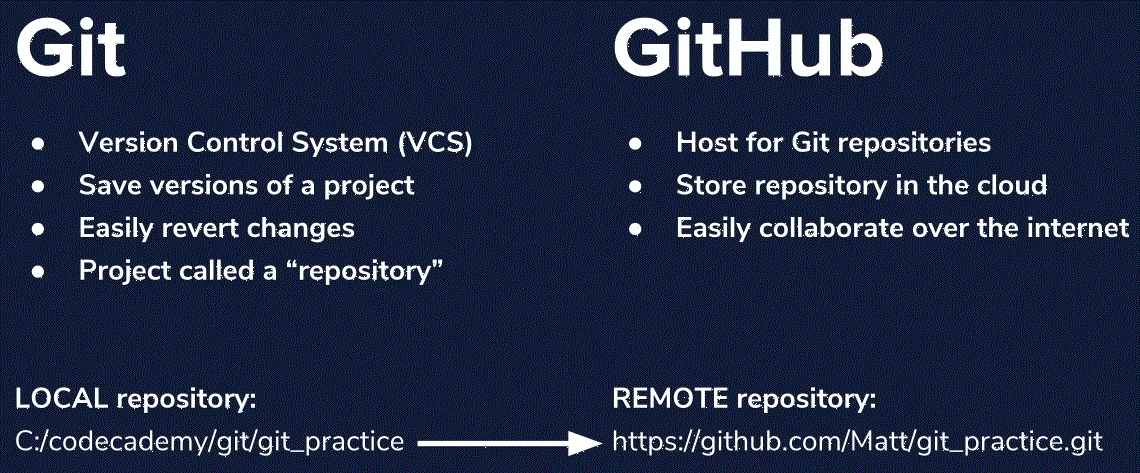 Git
● Version Control System (VCS)
● Save versions of a project
● Easily revert changes
● Project called a “repository”
LOCAL repository:
C:/codecademy/git/git_practice
GitHub
● Host for Git repositories
● Store repository in the cloud
● Easily collaborate over the internet
REMOTE repository:
https://github.com/Matt/git_practice.git